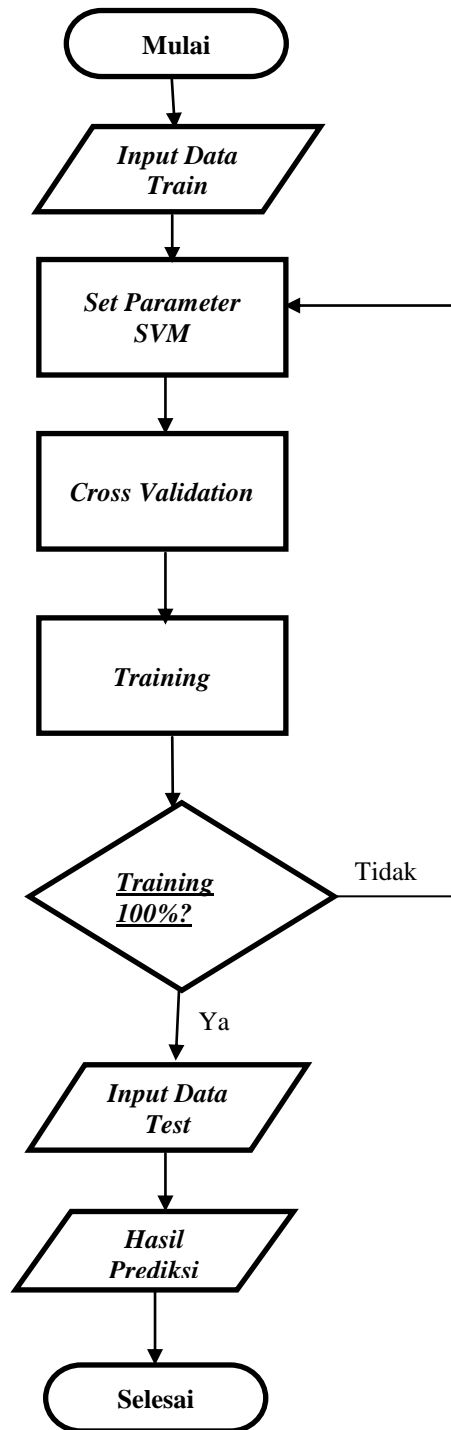 Mulai
Input Data
Train
Set Parameter
SVM
Cross Validation
Training
Training
100%?
Tidak
Ya
Input Data
Test
Hasil
Prediksi
Selesai